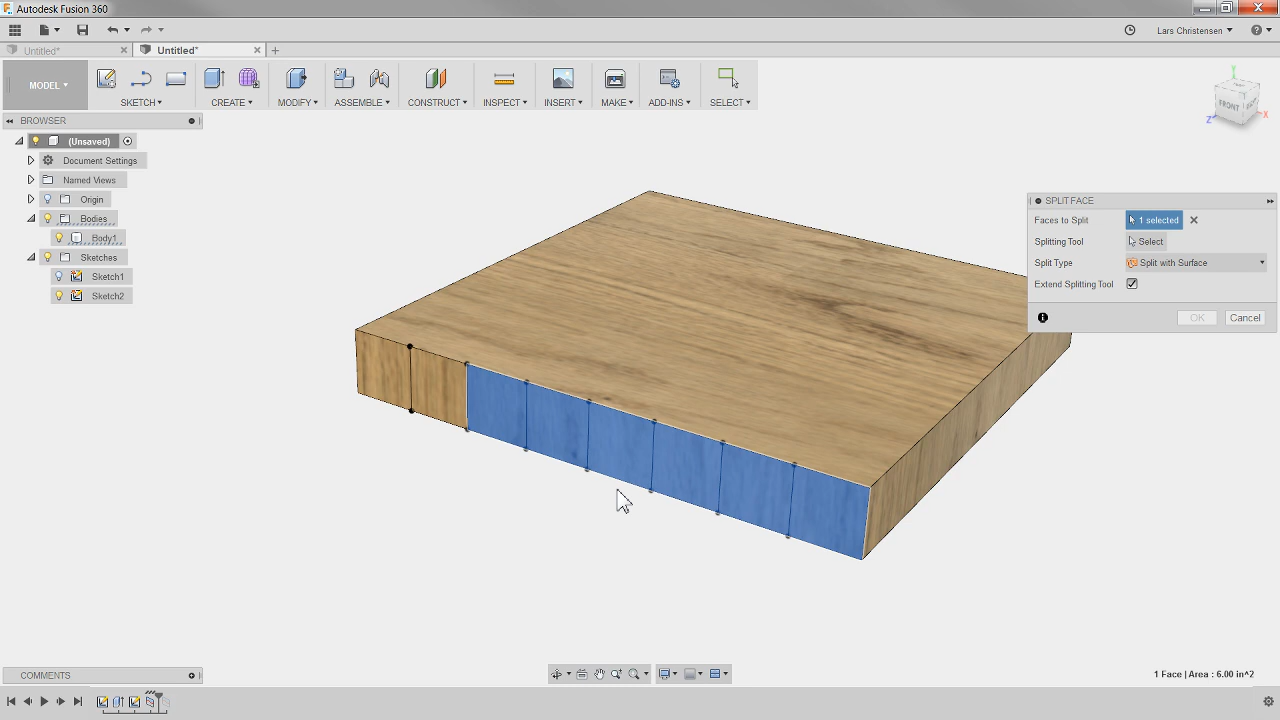 Autodesk Fusion 360
Lars Christensen
Untitled*
Untitled*
MODEL
SKETCH
CREATE
MODIFY
ASSEMBLE
CONSTRUCT
INSPECT
INSERT
MAKE
ADD-INS
SELECT
BROWSER
(Unsaved)
Document Settings
Named Views
Origin
Bodies
Body1
Sketches
Sketch1
Sketch2
Y
FRONT
Z
X
SPLIT FACE
Faces to Split 1 selected
Splitting Tool Select
Split Type Split with Surface
Extend Splitting Tool
OK Cancel
COMMENTS
1 Face | Area : 6.00 in^2